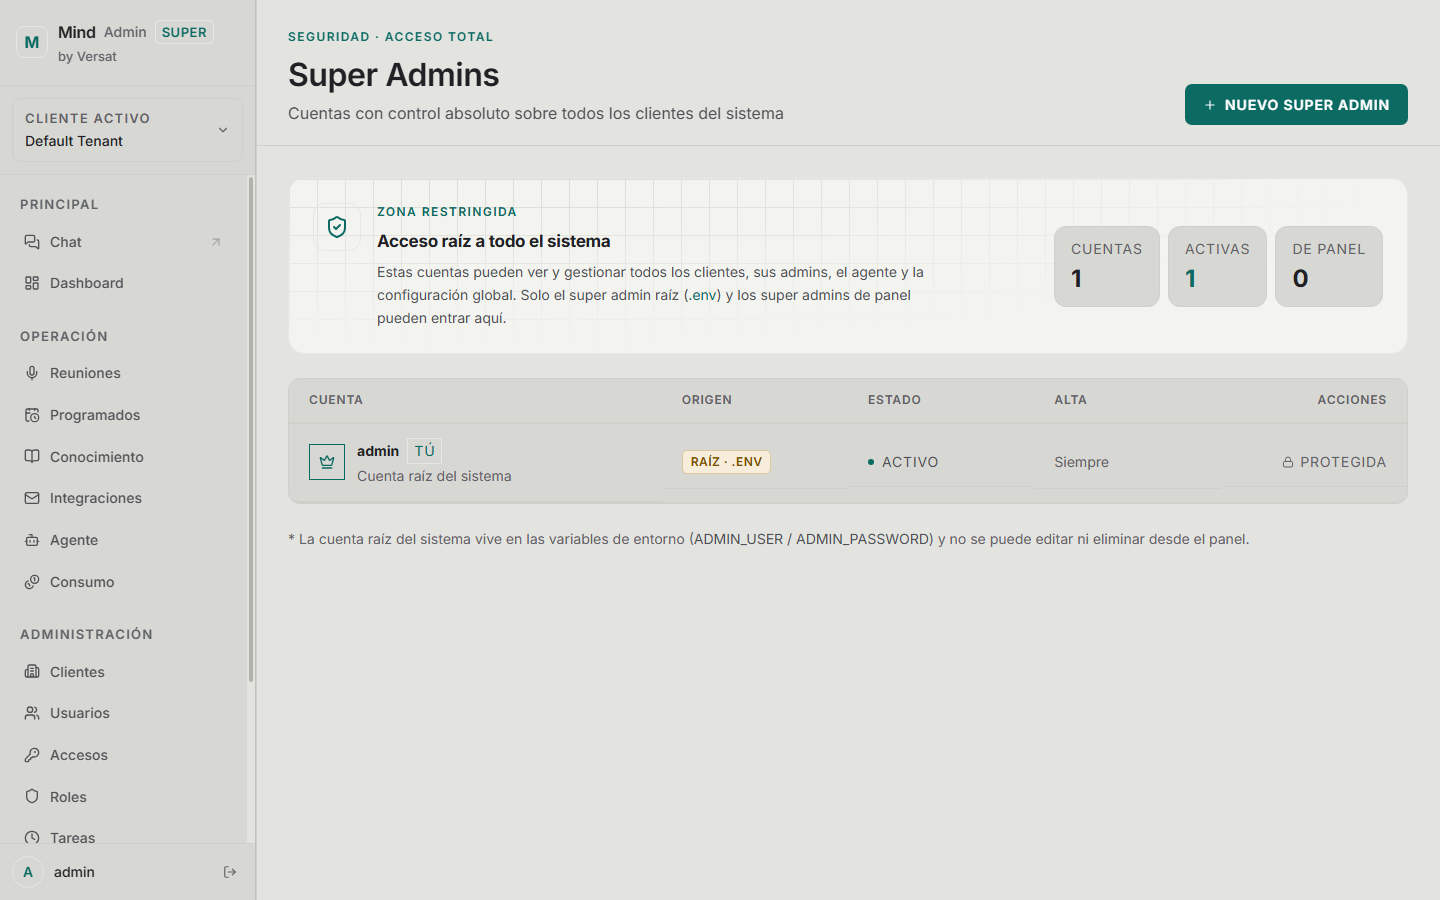 M
Mind Admin SUPER
by Versat
CLIENTE ACTIVO
Default Tenant
PRINCIPAL
Chat
Dashboard
OPERACIÓN
Reuniones
Programados
Conocimiento
Integraciones
Agente
Consumo
ADMINISTRACIÓN
Clientes
Usuarios
Accesos
Roles
Tareas
A admin
SEGURIDAD · ACCESO TOTAL
Super Admins
Cuentas con control absoluto sobre todos los clientes del sistema
+ NUEVO SUPER ADMIN
ZONA RESTRINGIDA
Acceso raíz a todo el sistema
Estas cuentas pueden ver y gestionar todos los clientes, sus admins, el agente y la
configuración global. Solo el super admin raíz (.env) y los super admins de panel
pueden entrar aquí.
CUENTAS
1
ACTIVAS
1
DE PANEL
0
CUENTA ORIGEN ESTADO ALTA ACCIONES
admin TÚ
Cuenta raíz del sistema
RAÍZ · .ENV
ACTIVO
Siempre
PROTEGIDA
* La cuenta raíz del sistema vive en las variables de entorno (ADMIN_USER / ADMIN_PASSWORD) y no se puede editar ni eliminar desde el panel.